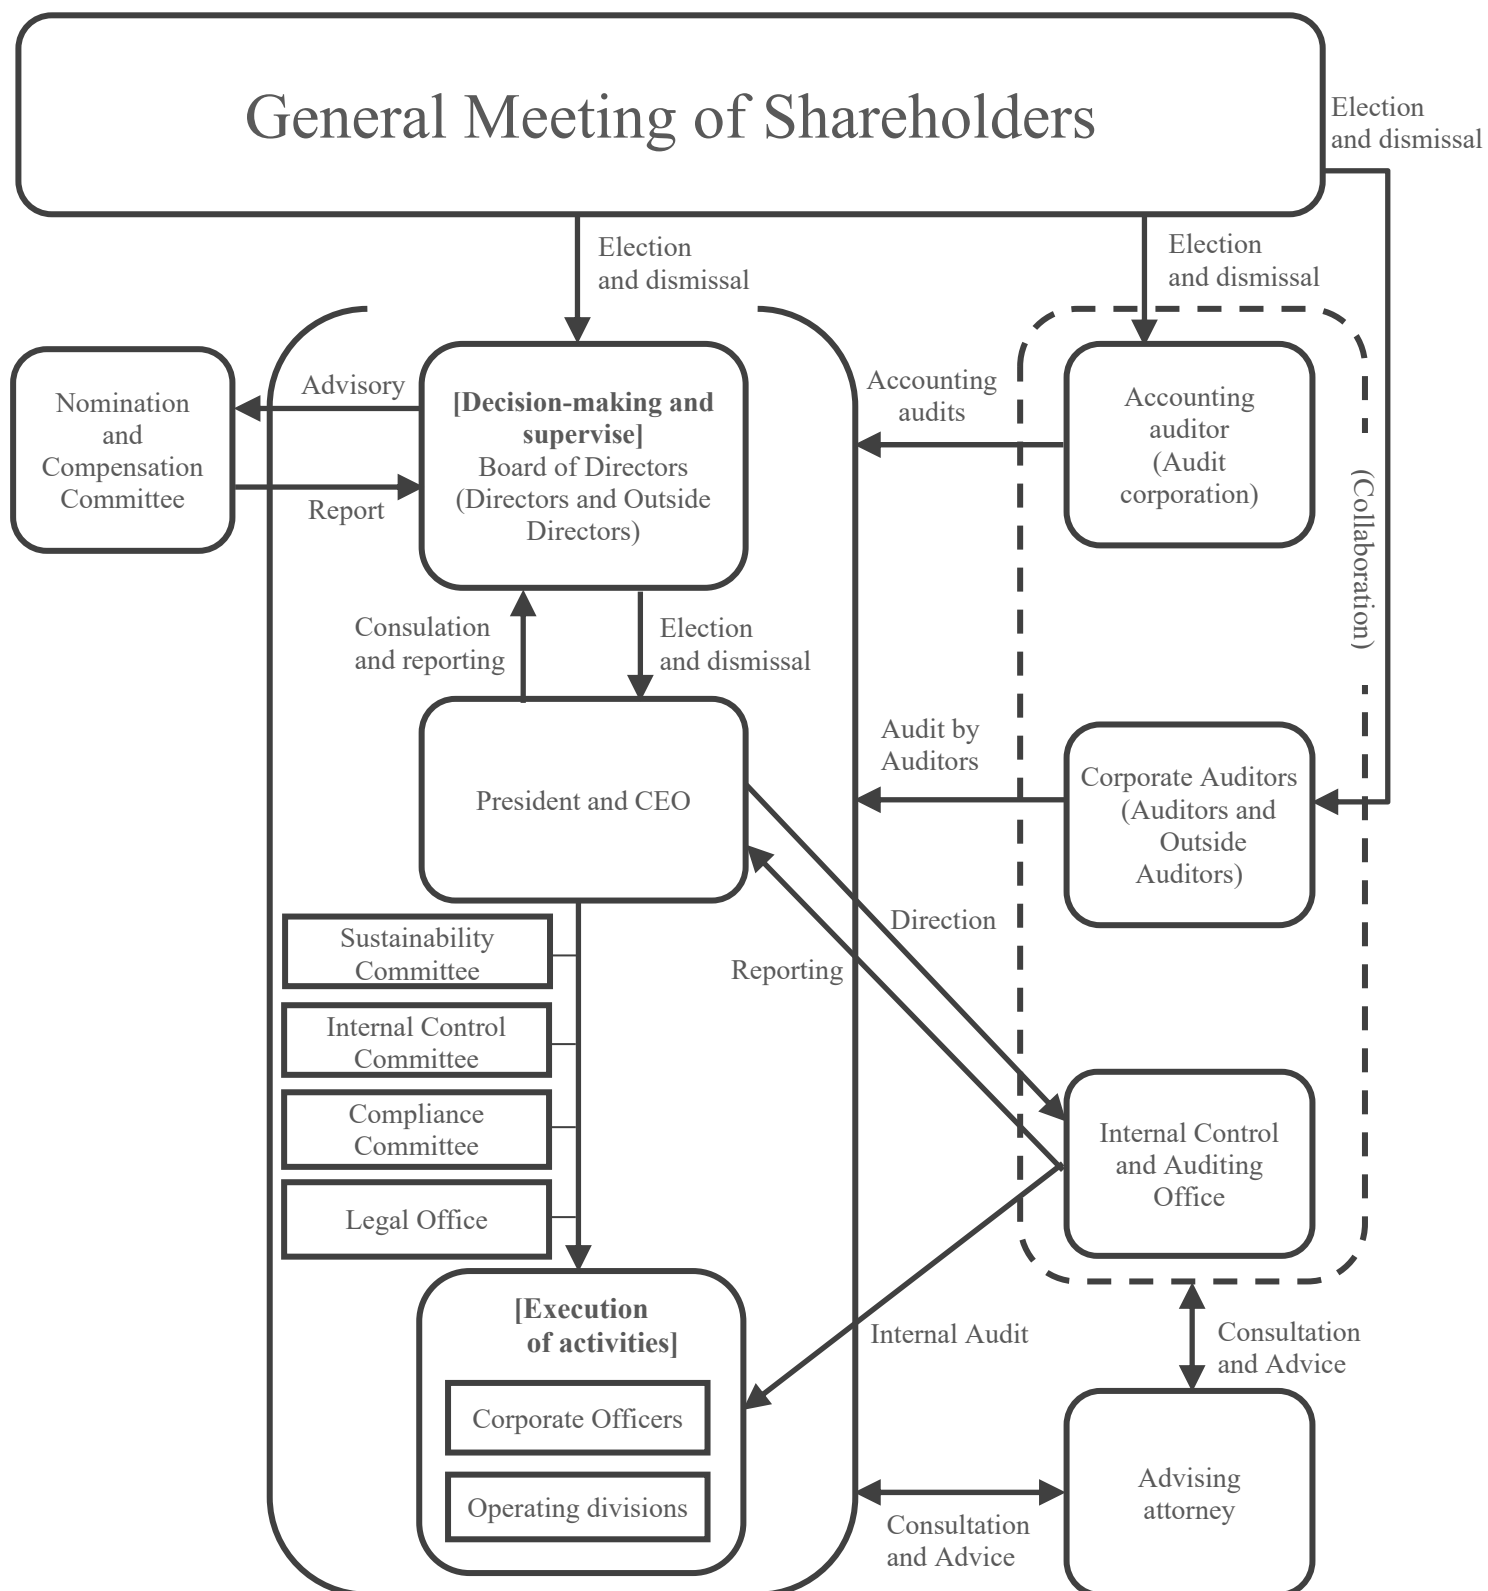 General Meeting of Shareholders
Election
and dismissal
Election
and dismissal
Election
and dismissal
Nomination
and
Compensation
Committee
Advisory
Report
[Decision-making and
supervise]
Board of Directors
(Directors and Outside
Directors)
Accounting
audits
Accounting
auditor
(Audit
corporation)
(Collaboration)
Consulation
and reporting
Election
and dismissal
President and CEO
Audit by
Auditors
Corporate Auditors
(Auditors and
Outside
Auditors)
Direction
Reporting
Sustainability
Committee
Internal Control
Committee
Compliance
Committee
Legal Office
Internal Control
and Auditing
Office
[Execution
of activities]
Corporate Officers
Operating divisions
Internal Audit
Consultation
and Advice
Consultation
and Advice
Advising
attorney